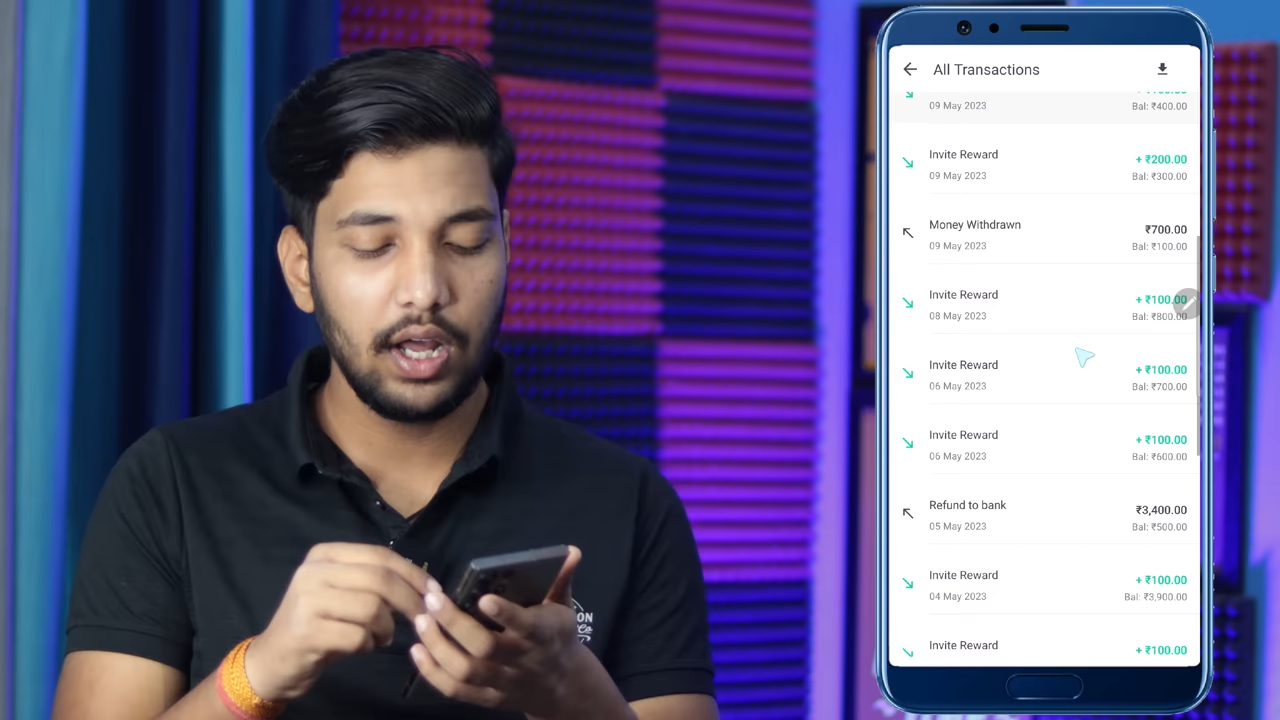 All Transactions
09 May 2023 Bal: ₹400.00
Invite Reward + ₹200.00
09 May 2023 Bal: ₹300.00
Money Withdrawn ₹700.00
09 May 2023 Bal: ₹100.00
Invite Reward + ₹100.00
08 May 2023 Bal: ₹800.00
Invite Reward + ₹100.00
06 May 2023 Bal: ₹700.00
Invite Reward + ₹100.00
06 May 2023 Bal: ₹600.00
Refund to bank ₹3,400.00
05 May 2023 Bal: ₹500.00
Invite Reward + ₹100.00
04 May 2023 Bal: ₹3,900.00
Invite Reward + ₹100.00
ON